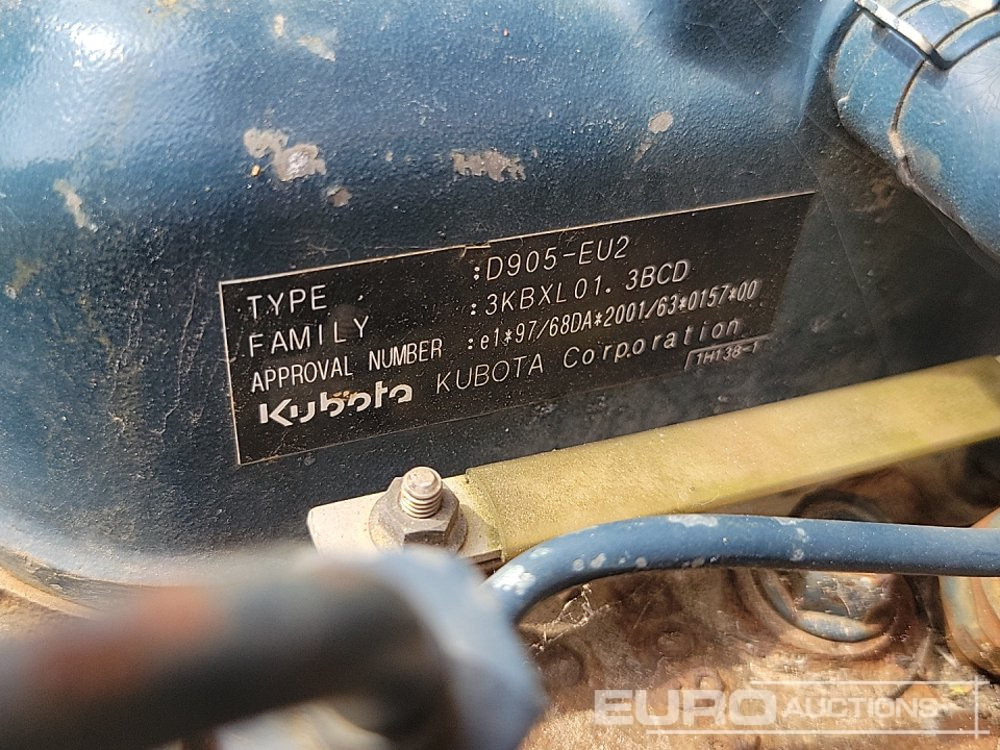 TYPE :D905-EU2
FAMILY :3KBXL01. 3BCD
APPROVAL NUMBER :e1*97/68DA*2001/63*0157*00
Kubota KUBOTA Corporation
1H138-1
EURO AUCTIONS